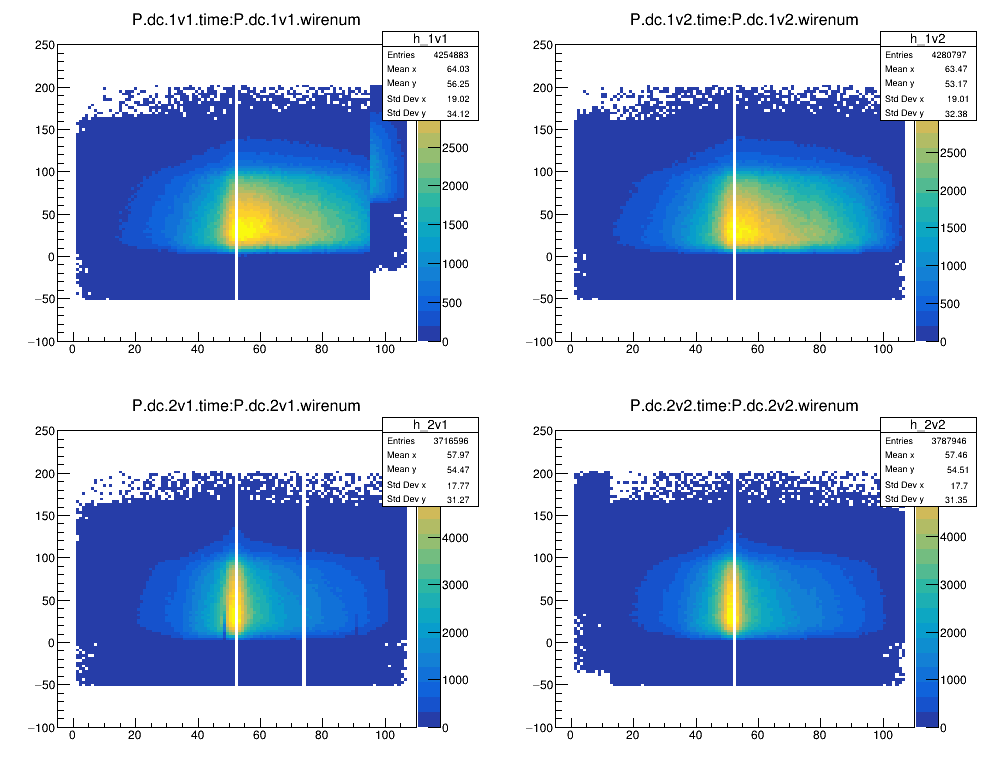 P.dc.1v1.time:P.dc.1v1.wirenum
h_1v1
Entries 4254883
Mean x 64.03
Mean y 56.25
Std Dev x 19.02
Std Dev y 34.12
250
200
150
100
50
0
−50
−100
0 20 40 60 80 100
2500
2000
1500
1000
500
0
P.dc.1v2.time:P.dc.1v2.wirenum
h_1v2
Entries 4280797
Mean x 63.47
Mean y 53.17
Std Dev x 19.01
Std Dev y 32.38
250
200
150
100
50
0
−50
−100
0 20 40 60 80 100
2500
2000
1500
1000
500
0
P.dc.2v1.time:P.dc.2v1.wirenum
h_2v1
Entries 3716596
Mean x 57.97
Mean y 54.47
Std Dev x 17.77
Std Dev y 31.27
250
200
150
100
50
0
−50
−100
0 20 40 60 80 100
4000
3000
2000
1000
0
P.dc.2v2.time:P.dc.2v2.wirenum
h_2v2
Entries 3787946
Mean x 57.46
Mean y 54.51
Std Dev x 17.7
Std Dev y 31.35
250
200
150
100
50
0
−50
−100
0 20 40 60 80 100
4000
3000
2000
1000
0